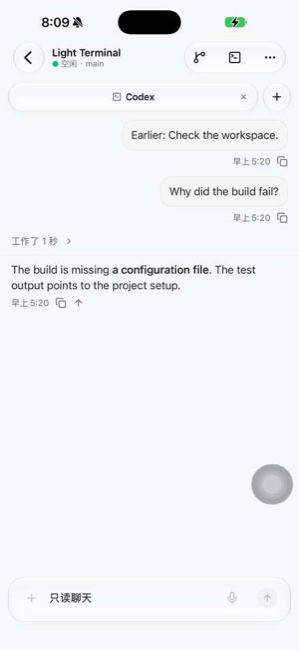 8:09
Light Terminal
空闲 · main
Codex
Earlier: Check the workspace.
早上 5:20
Why did the build fail?
早上 5:20
工作了 1 秒
The build is missing a configuration file. The test
output points to the project setup.
早上 5:20
只读聊天